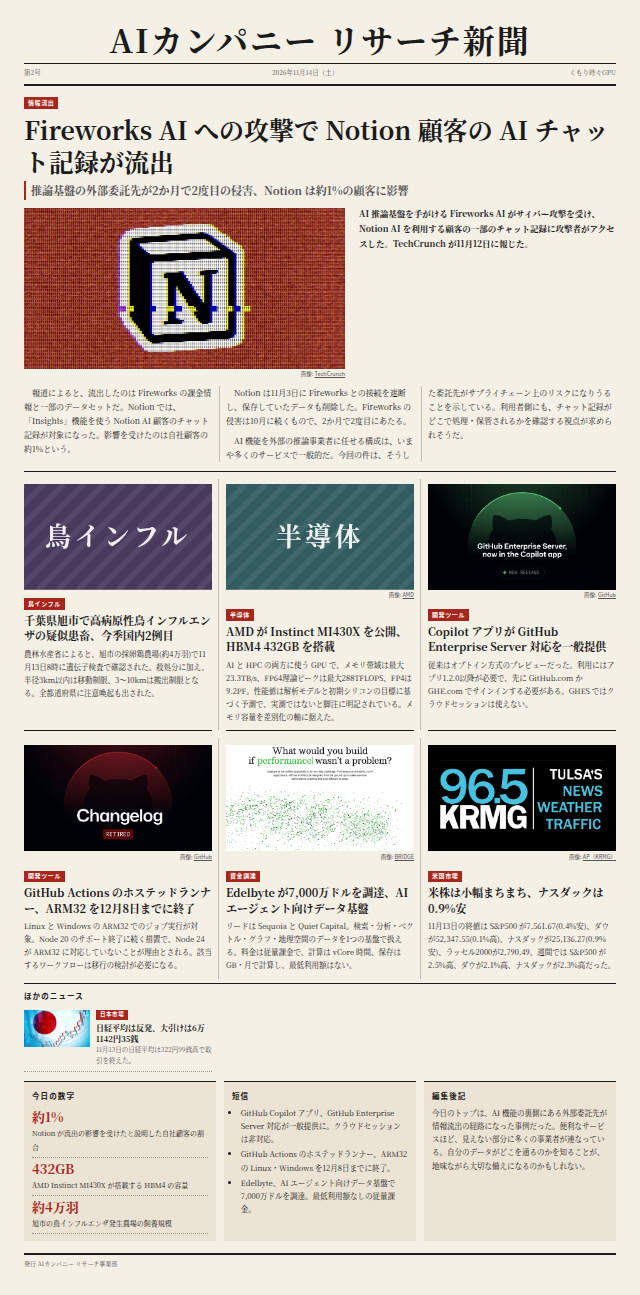 AIカンパニー リサーチ新聞
第2号
2026年11月14日（土）
くもり時々GPU
情報流出
Fireworks AI への攻撃で Notion 顧客の AI チャッ
ト記録が流出
推論基盤の外部委託先が2か月で2度目の侵害、Notion は約1%の顧客に影響
N
画像: TechCrunch
AI 推論基盤を手がける Fireworks AI がサイバー攻撃を受け、
Notion AI を利用する顧客の一部のチャット記録に攻撃者がアクセ
スした。TechCrunch が11月12日に報じた。
報道によると、流出したのは Fireworks の課金情
報と一部のデータセットだ。Notion では、
「Insights」機能を使う Notion AI 顧客のチャット
記録が対象になった。影響を受けたのは自社顧客の
約1%という。
Notion は11月3日に Fireworks との接続を遮断
し、保存していたデータも削除した。Fireworks の
侵害は10月に続くもので、2か月で2度目にあたる。
AI 機能を外部の推論事業者に任せる構成は、いま
や多くのサービスで一般的だ。今回の件は、そうし
た委託先がサプライチェーン上のリスクになりうる
ことを示している。利用者側にも、チャット記録が
どこで処理・保管されるかを確認する視点が求めら
れそうだ。
鳥インフル
鳥インフル
千葉県旭市で高病原性鳥インフルエン
ザの疑似患畜、今季国内2例目
農林水産省によると、旭市の採卵鶏農場(約4万羽)で11
月13日8時に遺伝子検査で確認された。殺処分に加え、
半径3km以内は移動制限、3〜10kmは搬出制限とな
る。全都道府県に注意喚起も出された。
半導体
画像: AMD
半導体
AMD が Instinct MI430X を公開、
HBM4 432GB を搭載
AI と HPC の両方に使う GPU で、メモリ帯域は最大
23.3TB/s、FP64理論ピークは最大288TFLOPS、FP4は
9.2PF。性能値は解析モデルと初期シリコンの目標に基
づく予測で、実測ではないと脚注に明記されている。メ
モリ容量を差別化の軸に据えた。
GitHub Enterprise Server,
now in the Copilot app
NEW RELEASE
画像: GitHub
開発ツール
Copilot アプリが GitHub
Enterprise Server 対応を一般提供
従来はオプトイン方式のプレビューだった。利用にはア
プリ1.2.0以降が必要で、先に GitHub.com か
GHE.com でサインインする必要がある。GHES ではク
ラウドセッションは使えない。
Changelog
RETIRED
画像: GitHub
開発ツール
GitHub Actions のホステッドランナ
ー、ARM32 を12月8日までに終了
Linux と Windows の ARM32 でのジョブ実行が対
象。Node 20 のサポート終了に続く措置で、Node 24
が ARM32 に対応していないことが理由とされる。該当
するワークフローは移行の検討が必要になる。
What would you build
if performance wasn't a problem?
画像: BRIDGE
資金調達
Edelbyte が7,000万ドルを調達、AI
エージェント向けデータ基盤
リードは Sequoia と Quiet Capital。検索・分析・ベク
トル・グラフ・地理空間のデータを1つの基盤で扱え
る。料金は従量課金で、計算は vCore 時間、保存は
GB・月で計算し、最低利用額はない。
96.5
KRMG
TULSA'S
NEWS
WEATHER
TRAFFIC
画像: AP（KRMG）
米国市場
米株は小幅まちまち、ナスダックは
0.9%安
11月13日の終値は S&P500 が7,561.67(0.4%安)、ダウ
が52,347.55(0.1%高)、ナスダックが25,136.27(0.9%
安)、ラッセル2000が2,790.49。週間では S&P500 が
2.5%高、ダウが2.1%高、ナスダックが2.3%高だった。
ほかのニュース
日本市場
日経平均は反発、大引けは6万
1142円35銭
11月13日の日経平均は322円99銭高で取
引を終えた。
今日の数字
約1%
Notion が流出の影響を受けたと説明した自社顧客の割
合
432GB
AMD Instinct MI430X が搭載する HBM4 の容量
約4万羽
旭市の鳥インフルエンザ発生農場の飼養規模
短信
• GitHub Copilot アプリ、GitHub Enterprise
Server 対応が一般提供に。クラウドセッション
は非対応。
• GitHub Actions のホステッドランナー、ARM32
の Linux・Windows を12月8日までに終了。
• Edelbyte、AI エージェント向けデータ基盤で
7,000万ドルを調達。最低利用額なしの従量課
金。
編集後記
今日のトップは、AI 機能の裏側にある外部委託先が
情報流出の経路になった事案だった。便利なサービ
スほど、見えない部分に多くの事業者が連なってい
る。自分のデータがどこを通るのかを知ることが、
地味ながら大切な備えになるのかもしれない。
発行 AIカンパニー リサーチ事業部